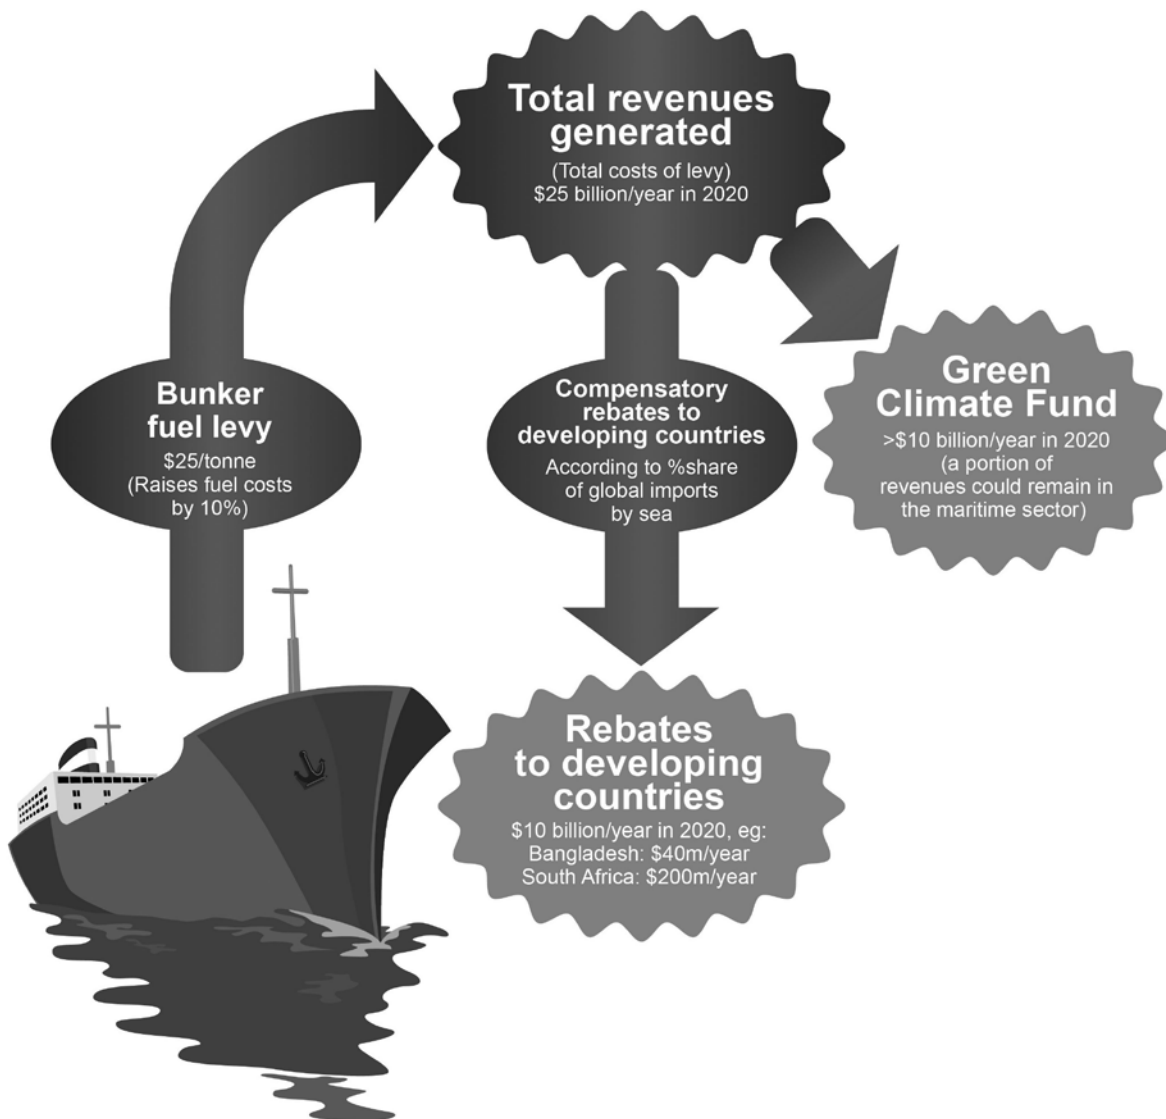 Total revenues
generated
(Total costs of levy)
$25 billion/year in 2020
Bunker
fuel levy
$25/tonne
(Raises fuel costs
by 10%)
Compensatory
rebates to
developing countries
According to %share
of global imports
by sea
Green
Climate Fund
>$10 billion/year in 2020
(a portion of
revenues could remain in
the maritime sector)
Rebates
to developing
countries
$10 billion/year in 2020, eg:
Bangladesh: $40m/year
South Africa: $200m/year